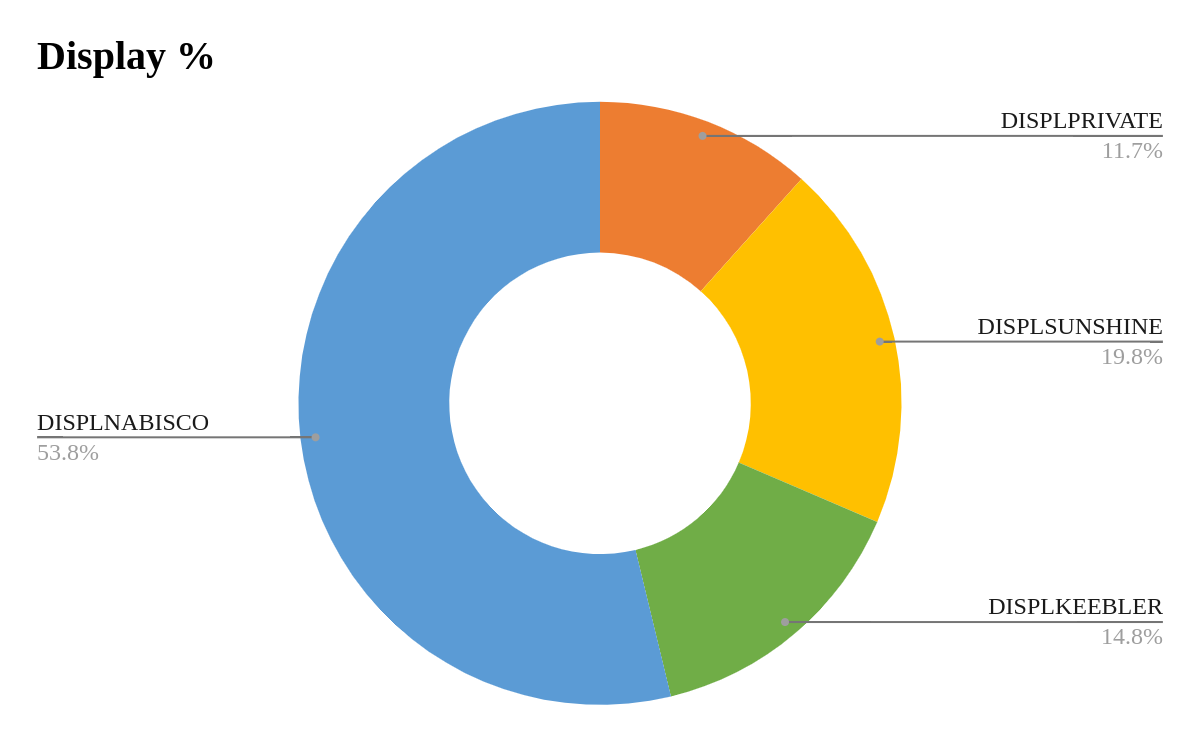 Display %
DISPLPRIVATE
11.7%
DISPLSUNSHINE
19.8%
DISPLNABISCO
53.8%
DISPLKEEBLER
14.8%